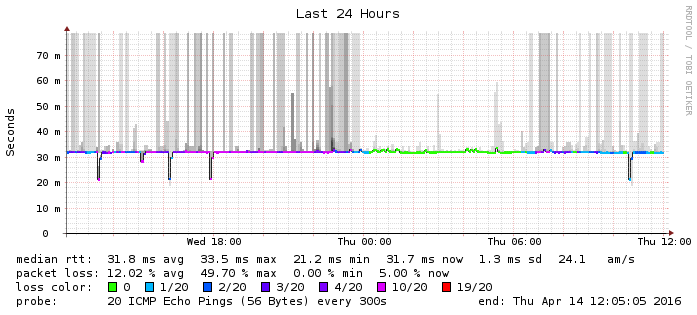 Last 24 Hours
RRDTOOL / TOBI OETIKER
Seconds
70 m
60 m
50 m
40 m
30 m
20 m
10 m
0
Wed 18:00 Thu 00:00 Thu 06:00 Thu 12:00
median rtt: 31.8 ms avg 33.5 ms max 21.2 ms min 31.7 ms now 1.3 ms sd 24.1 am/s
packet loss: 12.02 % avg 49.70 % max 0.00 % min 5.00 % now
loss color: 0 1/20 2/20 3/20 4/20 10/20 19/20
probe: 20 ICMP Echo Pings (56 Bytes) every 300s end: Thu Apr 14 12:05:05 2016